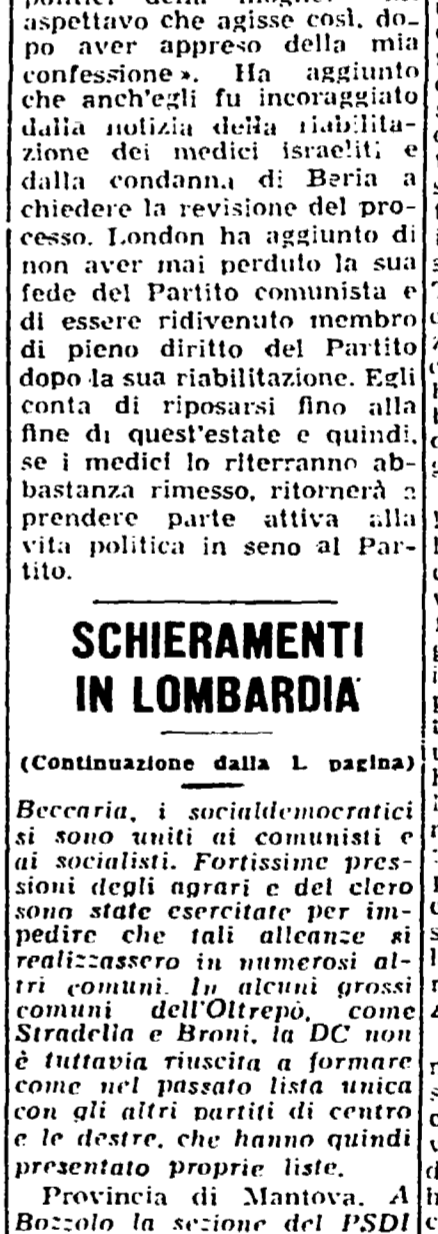 politici della moglie. Mi
aspettavo che agisse così, do-
po aver appreso della mia
confessione ». Ha aggiunto
che anch'egli fu incoraggiato
dalla notizia della riabilita-
zione dei medici israeliti e
dalla condanna di Beria a
chiedere la revisione del pro-
cesso. London ha aggiunto di
non aver mai perduto la sua
fede del Partito comunista e
di essere ridivenuto membro
di pieno diritto del Partito
dopo la sua riabilitazione. Egli
conta di riposarsi fino alla
fine di quest'estate e quindi,
se i medici lo riterranno ab-
bastanza rimesso, ritornerà a
prendere parte attiva alla
vita politica in seno al Par-
tito.
SCHIERAMENTI
IN LOMBARDIA
(Continuazione dalla 1. pagina)
Beccaria, i socialdemocratici
si sono uniti ai comunisti e
ai socialisti. Fortissime pres-
sioni degli agrari e del clero
sono state esercitate per im-
pedire che tali alleanze si
realizzassero in numerosi al-
tri comuni. In alcuni grossi
comuni dell'Oltrepò, come
Stradella e Broni, la DC non
è tuttavia riuscita a formare
come nel passato lista unica
con gli altri partiti di centro
e le destre, che hanno quindi
presentato proprie liste.
Provincia di Mantova. A
Bozzolo la sezione del PSDI